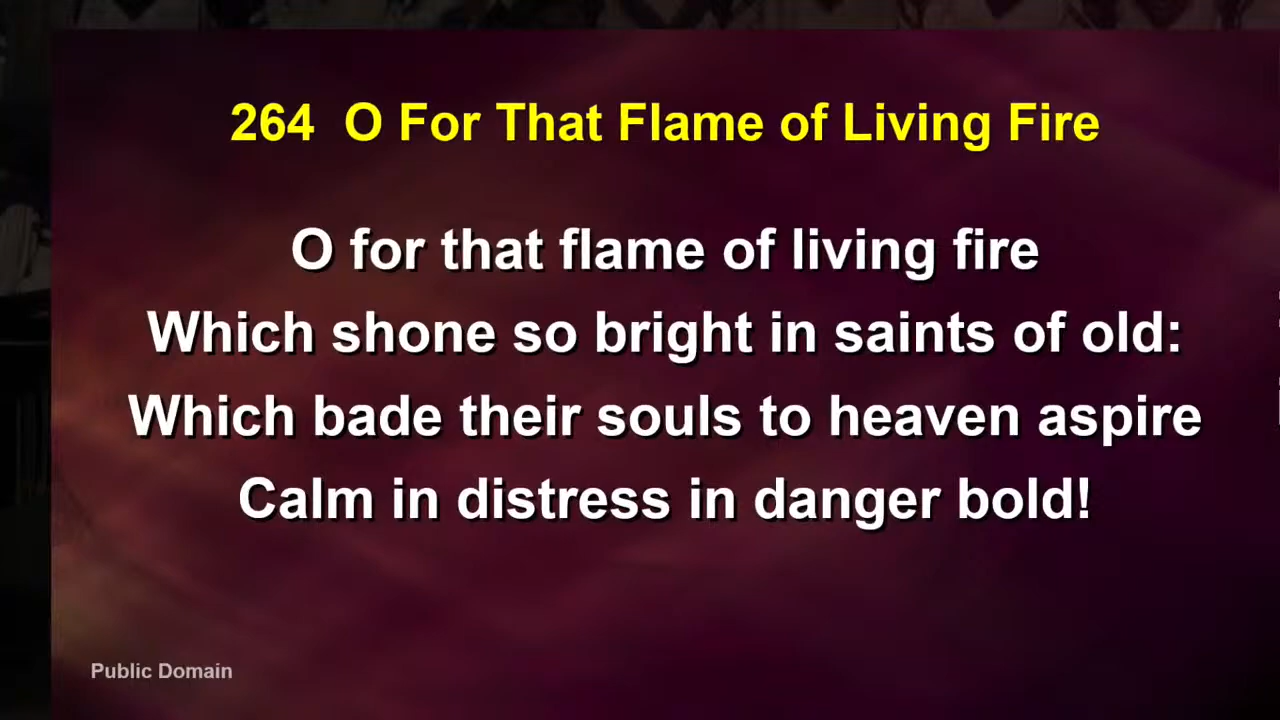 264 O For That Flame of Living Fire
O for that flame of living fire
Which shone so bright in saints of old:
Which bade their souls to heaven aspire
Calm in distress in danger bold!
Public Domain